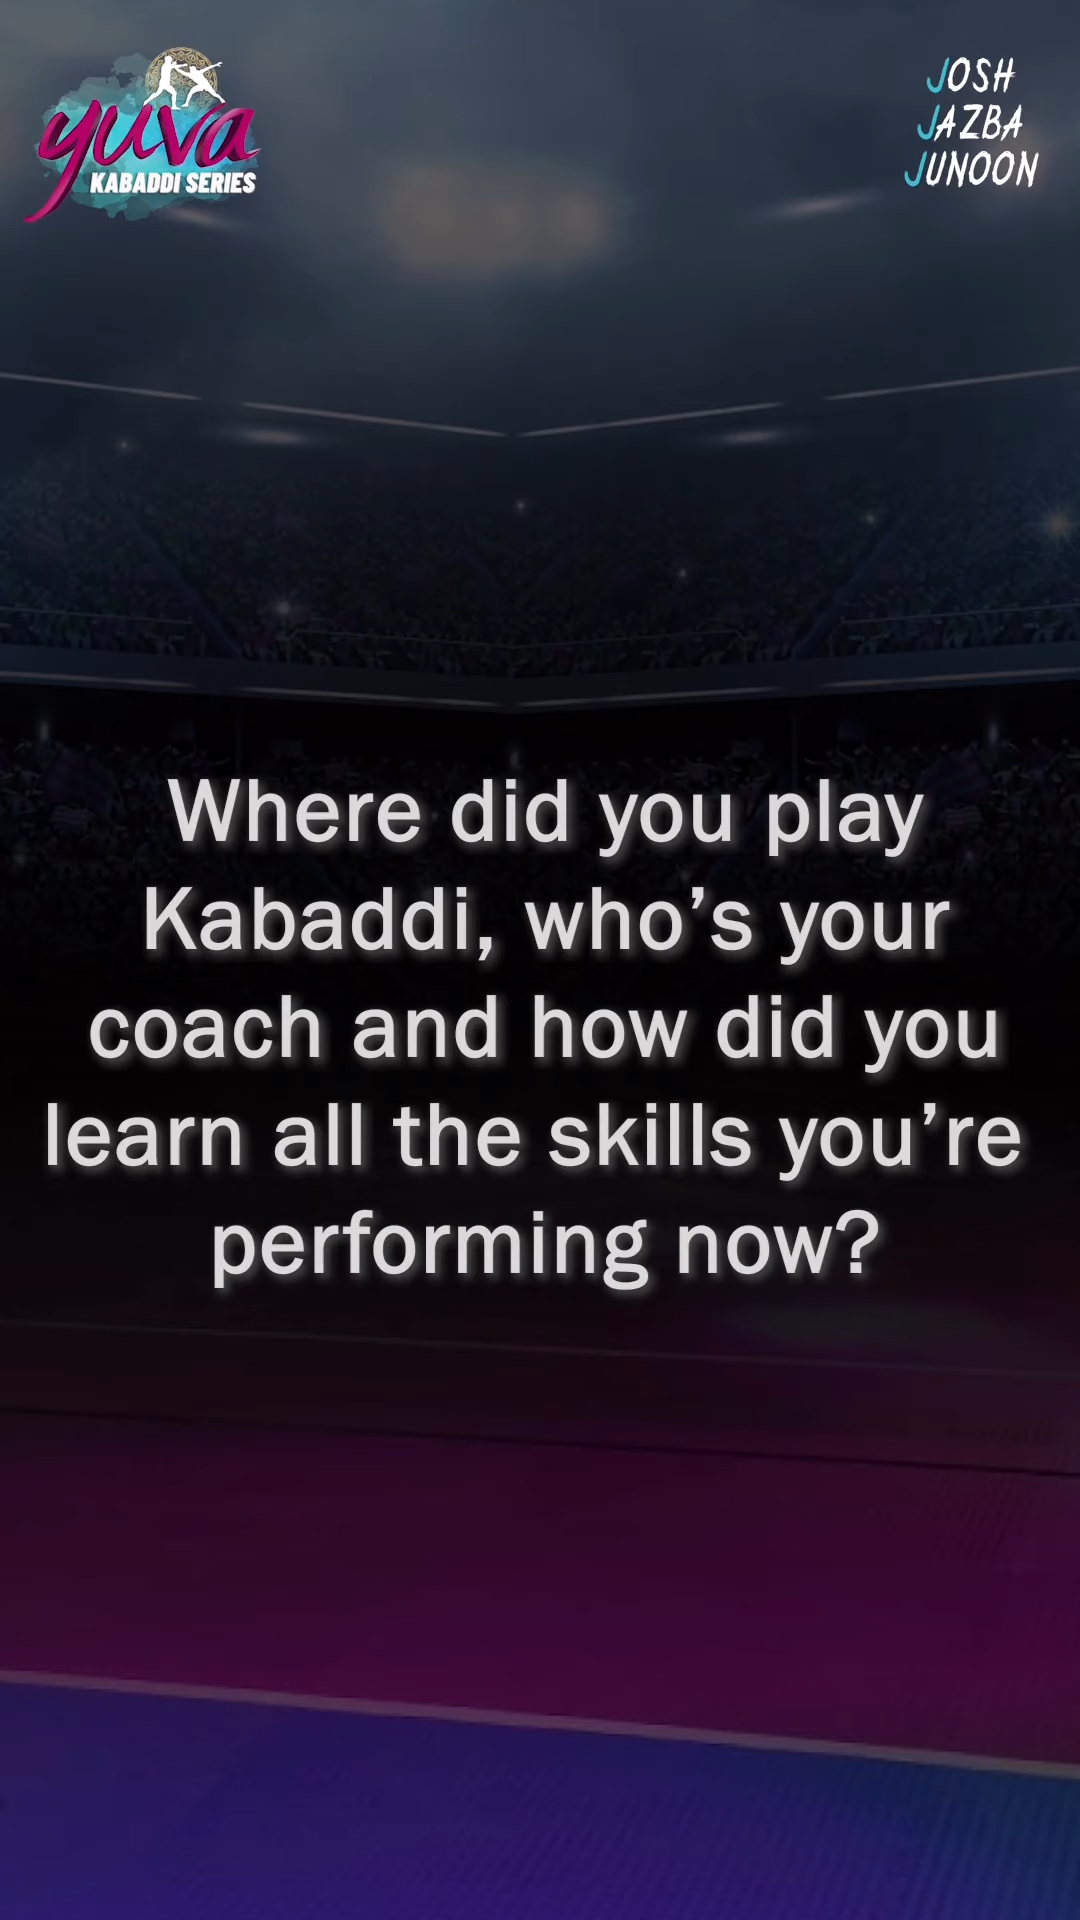 yuva
KABADDI SERIES
JOSH
JAZBA
JUNOON
Where did you play
Kabaddi, who’s your
coach and how did you
learn all the skills you’re
performing now?